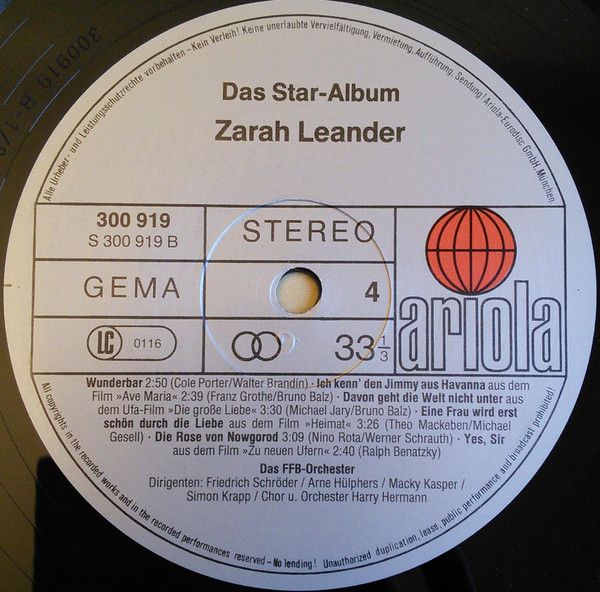 Alle Urheber- und Leistungsschutzrechte vorbehalten – Kein Verleih! Keine unerlaubte Vervielfältigung, Vermietung, Aufführung, Sendung! Ariola-Eurodisc GmbH, München.
300919 B
Das Star-Album
Zarah Leander
300 919
S 300 919 B
STEREO
GEMA
4
LC 0116
33 1/3
ariola
Wunderbar 2:50 (Cole Porter/Walter Brandin) · Ich kenn' den Jimmy aus Havanna aus dem
Film »Ave Maria« 2:39 (Franz Grothe/Bruno Balz) · Davon geht die Welt nicht unter aus
dem Ufa-Film »Die große Liebe« 3:30 (Michael Jary/Bruno Balz) · Eine Frau wird erst
schön durch die Liebe aus dem Film »Heimat« 3:26 (Theo Mackeben/Michael
Gesell) · Die Rose von Nowgorod 3:09 (Nino Rota/Werner Schrauth) · Yes, Sir
aus dem Film »Zu neuen Ufern« 2:40 (Ralph Benatzky)
Das FFB-Orchester
Dirigenten: Friedrich Schröder / Arne Hülphers / Macky Kasper /
Simon Krapp / Chor u. Orchester Harry Hermann
All copyrights in the recorded works and in the recorded performances reserved – No lending! Unauthorized duplication, lease, public performance and broadcast prohibited!